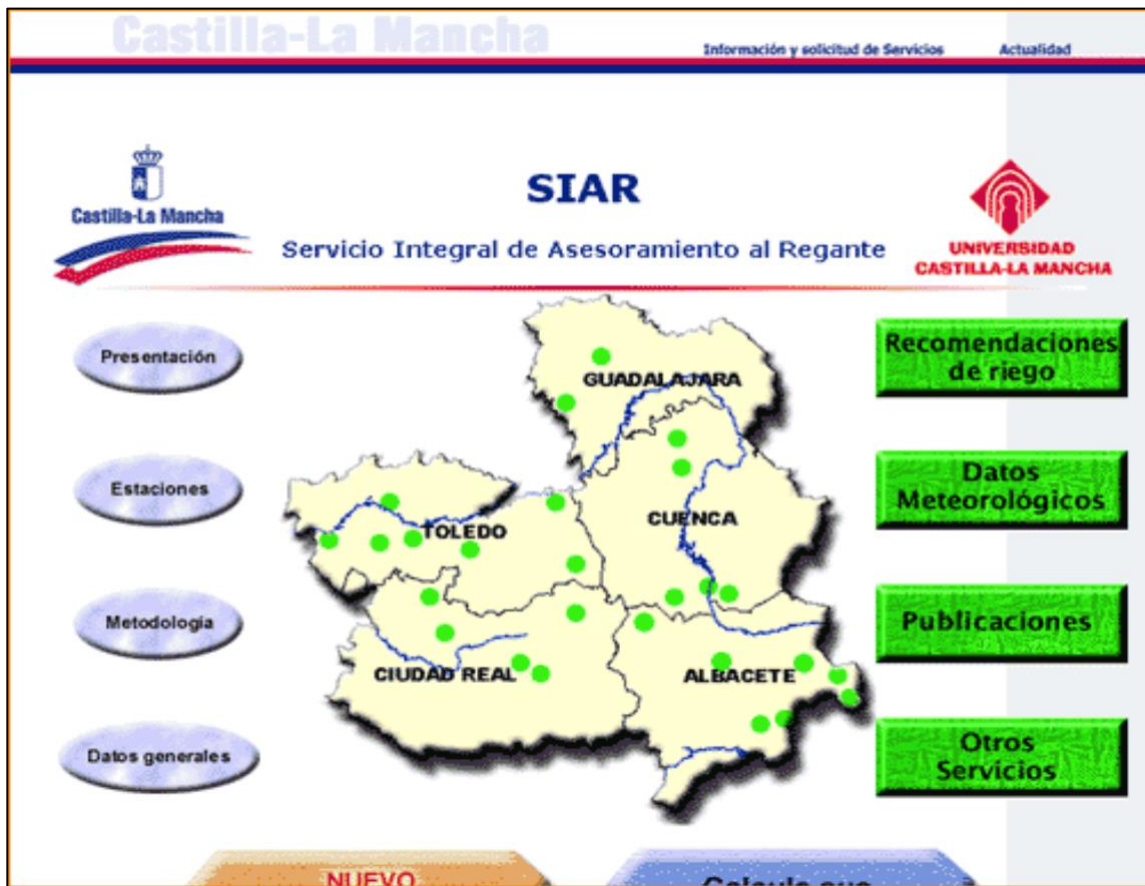 Castilla-La Mancha
Información y solicitud de Servicios
Actualidad
Castilla-La Mancha
SIAR
Servicio Integral de Asesoramiento al Regante
UNIVERSIDAD
CASTILLA-LA MANCHA
Presentación
Estaciones
Metodología
Datos generales
GUADALAJARA
TOLEDO
CUENCA
CIUDAD REAL
ALBACETE
Recomendaciones
de riego
Datos
Meteorológicos
Publicaciones
Otros
Servicios
NUEVO
Calcule que